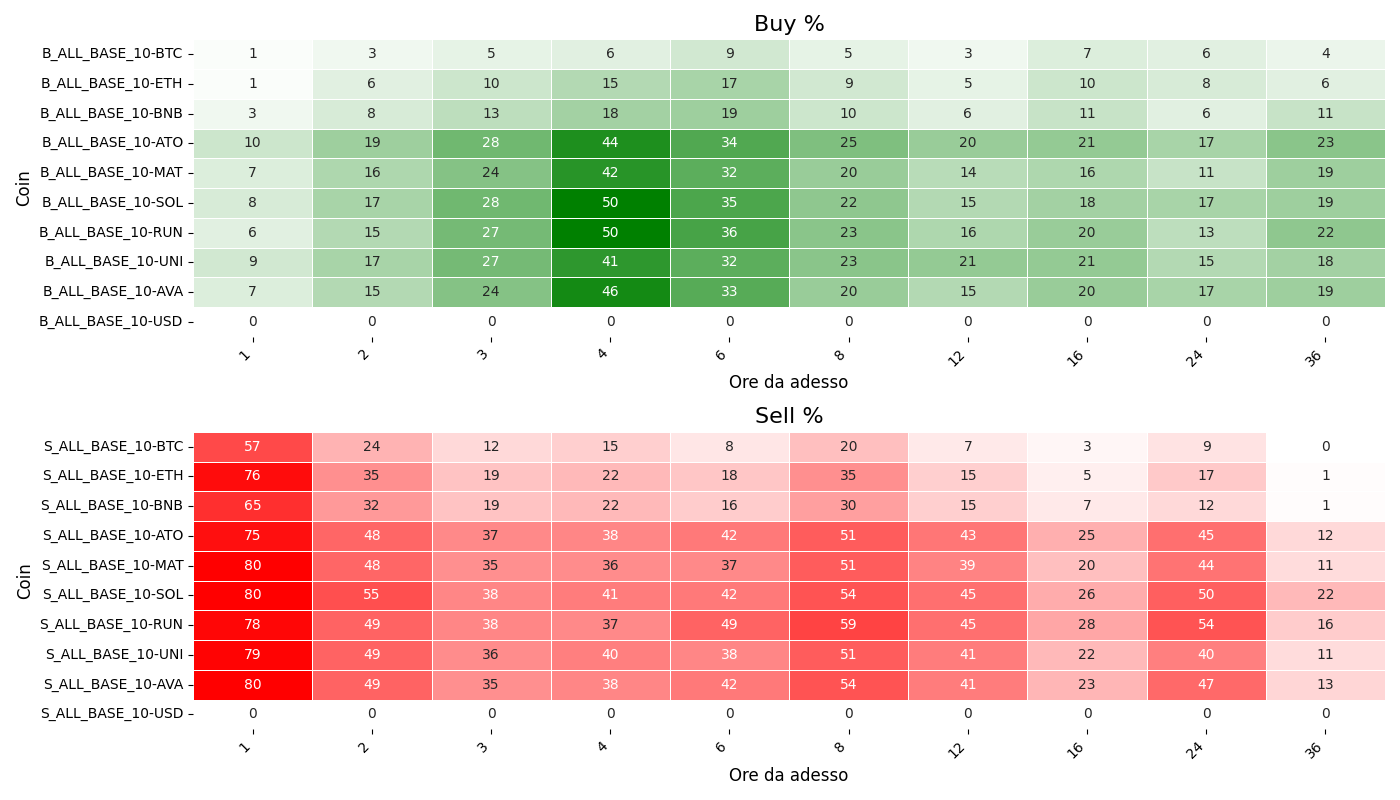 Buy %
Coin
B_ALL_BASE_10-BTC 1 3 5 6 9 5 3 7 6 4
B_ALL_BASE_10-ETH 1 6 10 15 17 9 5 10 8 6
B_ALL_BASE_10-BNB 3 8 13 18 19 10 6 11 6 11
B_ALL_BASE_10-ATO 10 19 28 44 34 25 20 21 17 23
B_ALL_BASE_10-MAT 7 16 24 42 32 20 14 16 11 19
B_ALL_BASE_10-SOL 8 17 28 50 35 22 15 18 17 19
B_ALL_BASE_10-RUN 6 15 27 50 36 23 16 20 13 22
B_ALL_BASE_10-UNI 9 17 27 41 32 23 21 21 15 18
B_ALL_BASE_10-AVA 7 15 24 46 33 20 15 20 17 19
B_ALL_BASE_10-USD 0 0 0 0 0 0 0 0 0 0
1 2 3 4 6 8 12 16 24 36
Ore da adesso
Sell %
Coin
S_ALL_BASE_10-BTC 57 24 12 15 8 20 7 3 9 0
S_ALL_BASE_10-ETH 76 35 19 22 18 35 15 5 17 1
S_ALL_BASE_10-BNB 65 32 19 22 16 30 15 7 12 1
S_ALL_BASE_10-ATO 75 48 37 38 42 51 43 25 45 12
S_ALL_BASE_10-MAT 80 48 35 36 37 51 39 20 44 11
S_ALL_BASE_10-SOL 80 55 38 41 42 54 45 26 50 22
S_ALL_BASE_10-RUN 78 49 38 37 49 59 45 28 54 16
S_ALL_BASE_10-UNI 79 49 36 40 38 51 41 22 40 11
S_ALL_BASE_10-AVA 80 49 35 38 42 54 41 23 47 13
S_ALL_BASE_10-USD 0 0 0 0 0 0 0 0 0 0
1 2 3 4 6 8 12 16 24 36
Ore da adesso